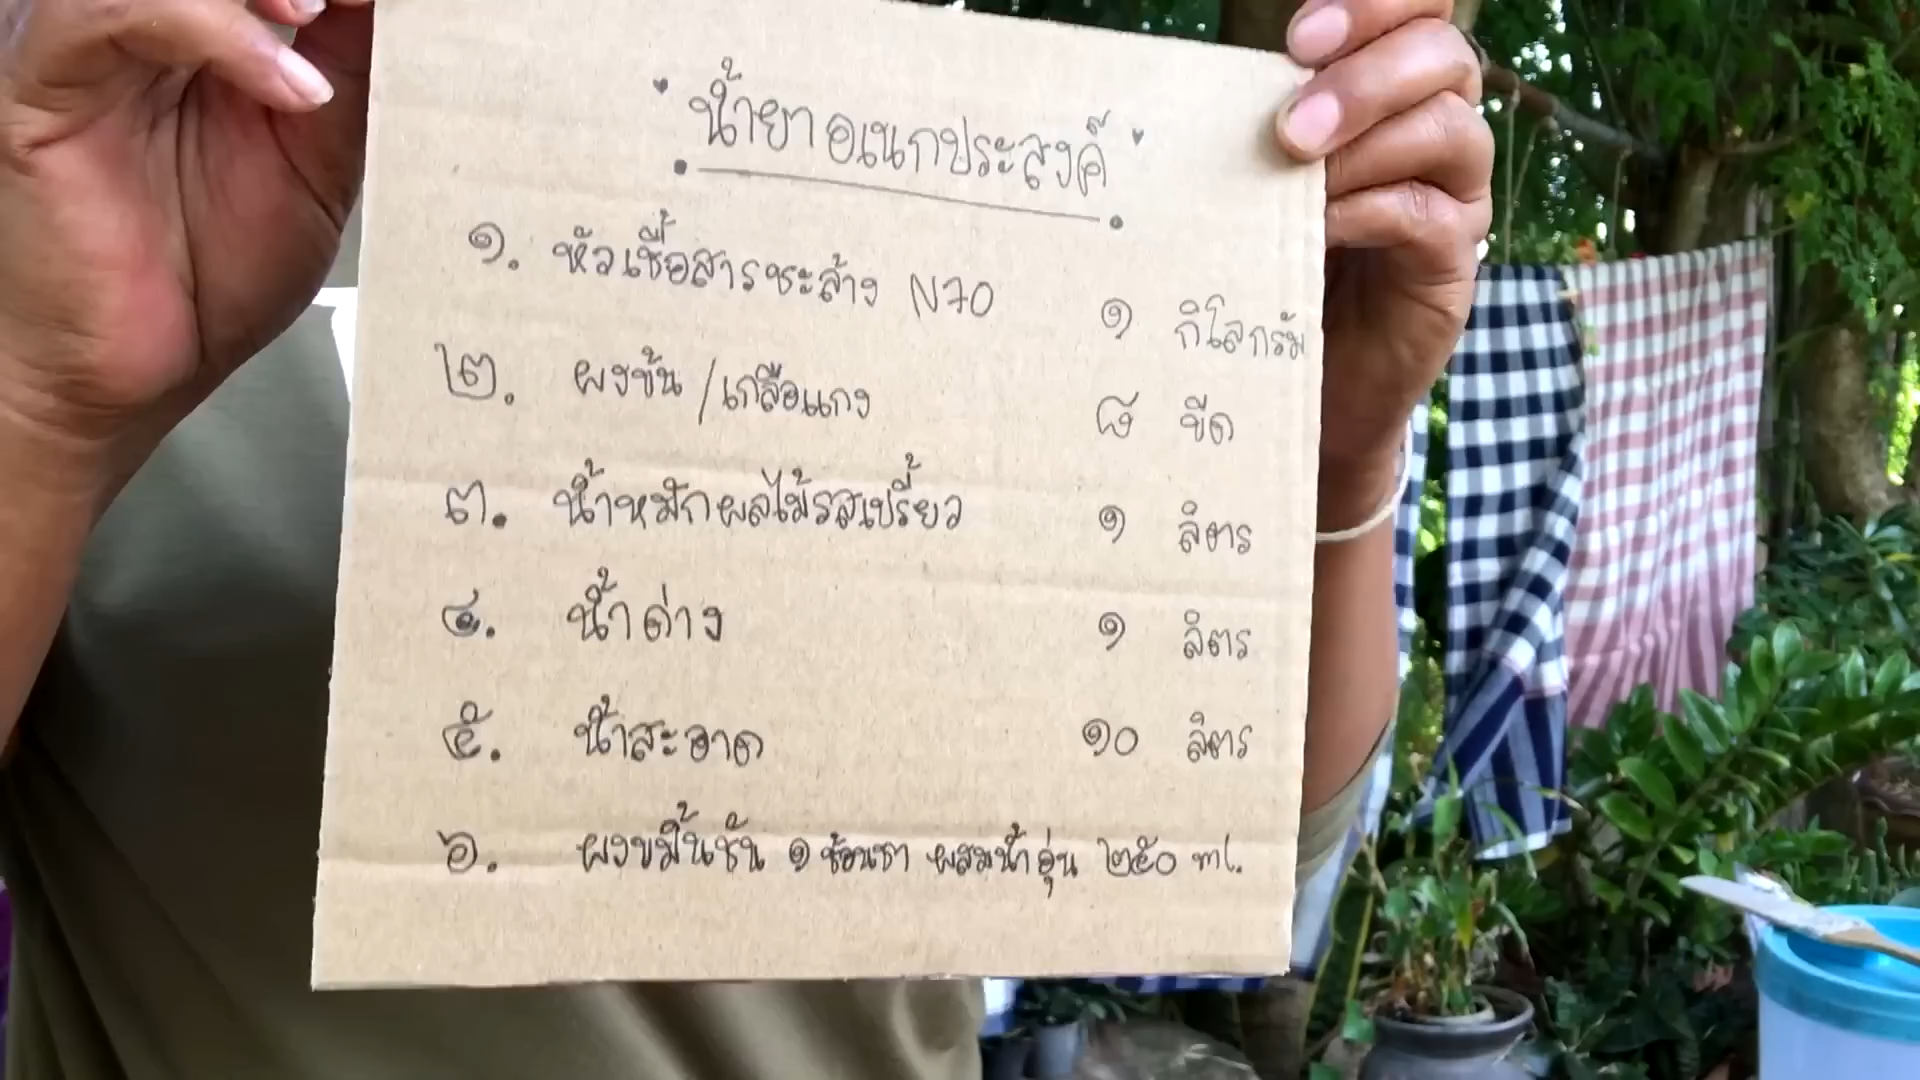 น้ำยาอเนกประสงค์
๑. หัวเชื้อสารชะล้าง N70 ๑ กิโลกรัม
๒. ผงข้น/เกลือแกง ๘ ขีด
๓. น้ำหมักผลไม้รสเปรี้ยว ๑ ลิตร
๔. น้ำด่าง ๑ ลิตร
๕. น้ำสะอาด ๑๐ ลิตร
๖. ผงขมิ้นชัน ๑ ช้อนชา ผสมน้ำอุ่น ๒๕๐ ml.